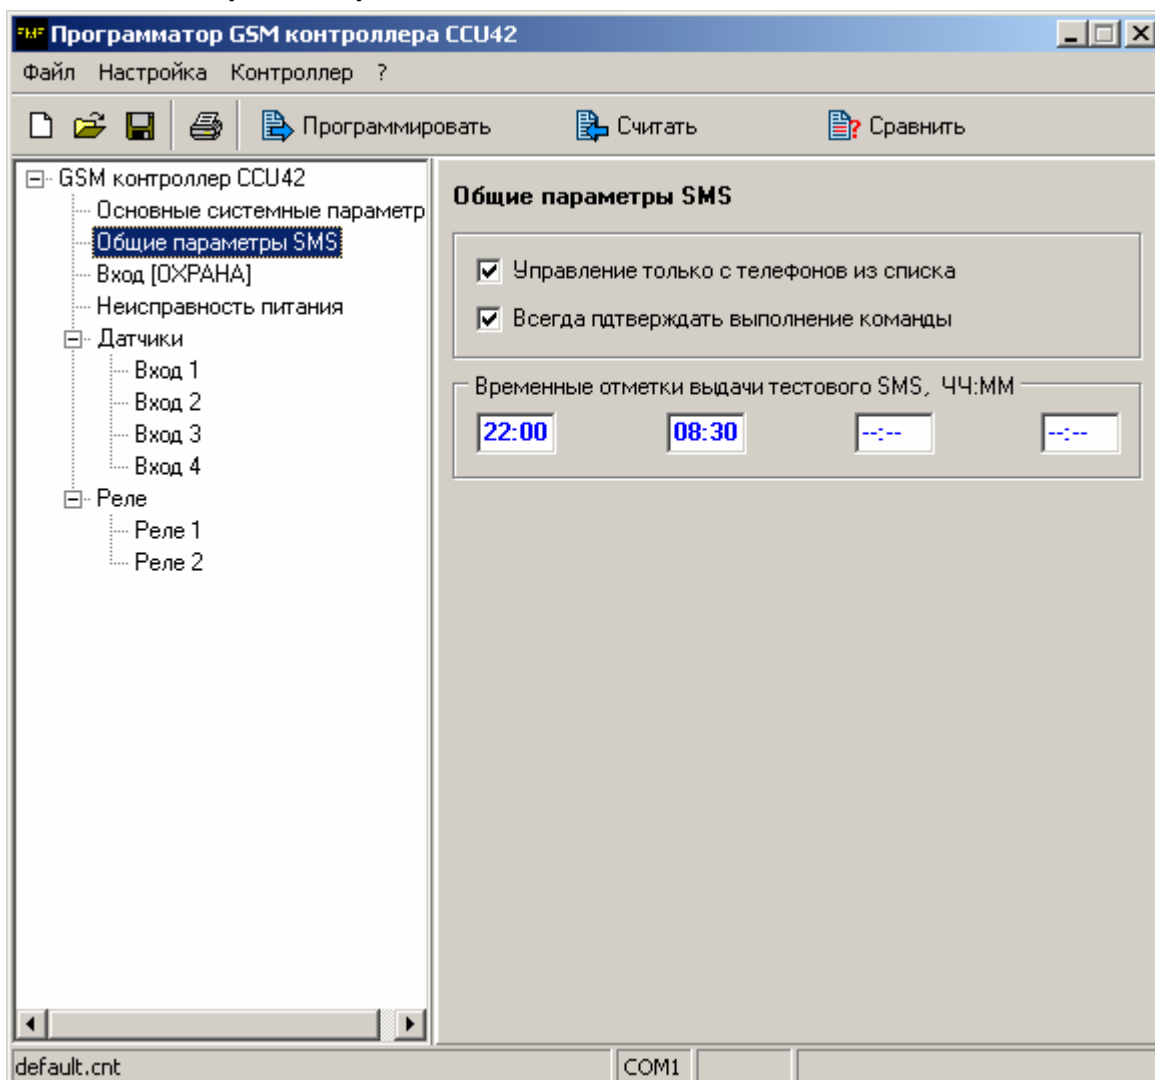 Программатор GSM контроллера CCU42
Файл Настройка Контроллер ?
Программировать Считать Сравнить
GSM контроллер CCU42
Основные системные параметр
Общие параметры SMS
Вход [ОХРАНА]
Неисправность питания
Датчики
Вход 1
Вход 2
Вход 3
Вход 4
Реле
Реле 1
Реле 2
Общие параметры SMS
Управление только с телефонов из списка
Всегда пдтверждать выполнение команды
Временные отметки выдачи тестового SMS, ЧЧ:ММ
22:00 08:30 --:-- --:--
default.cnt COM1